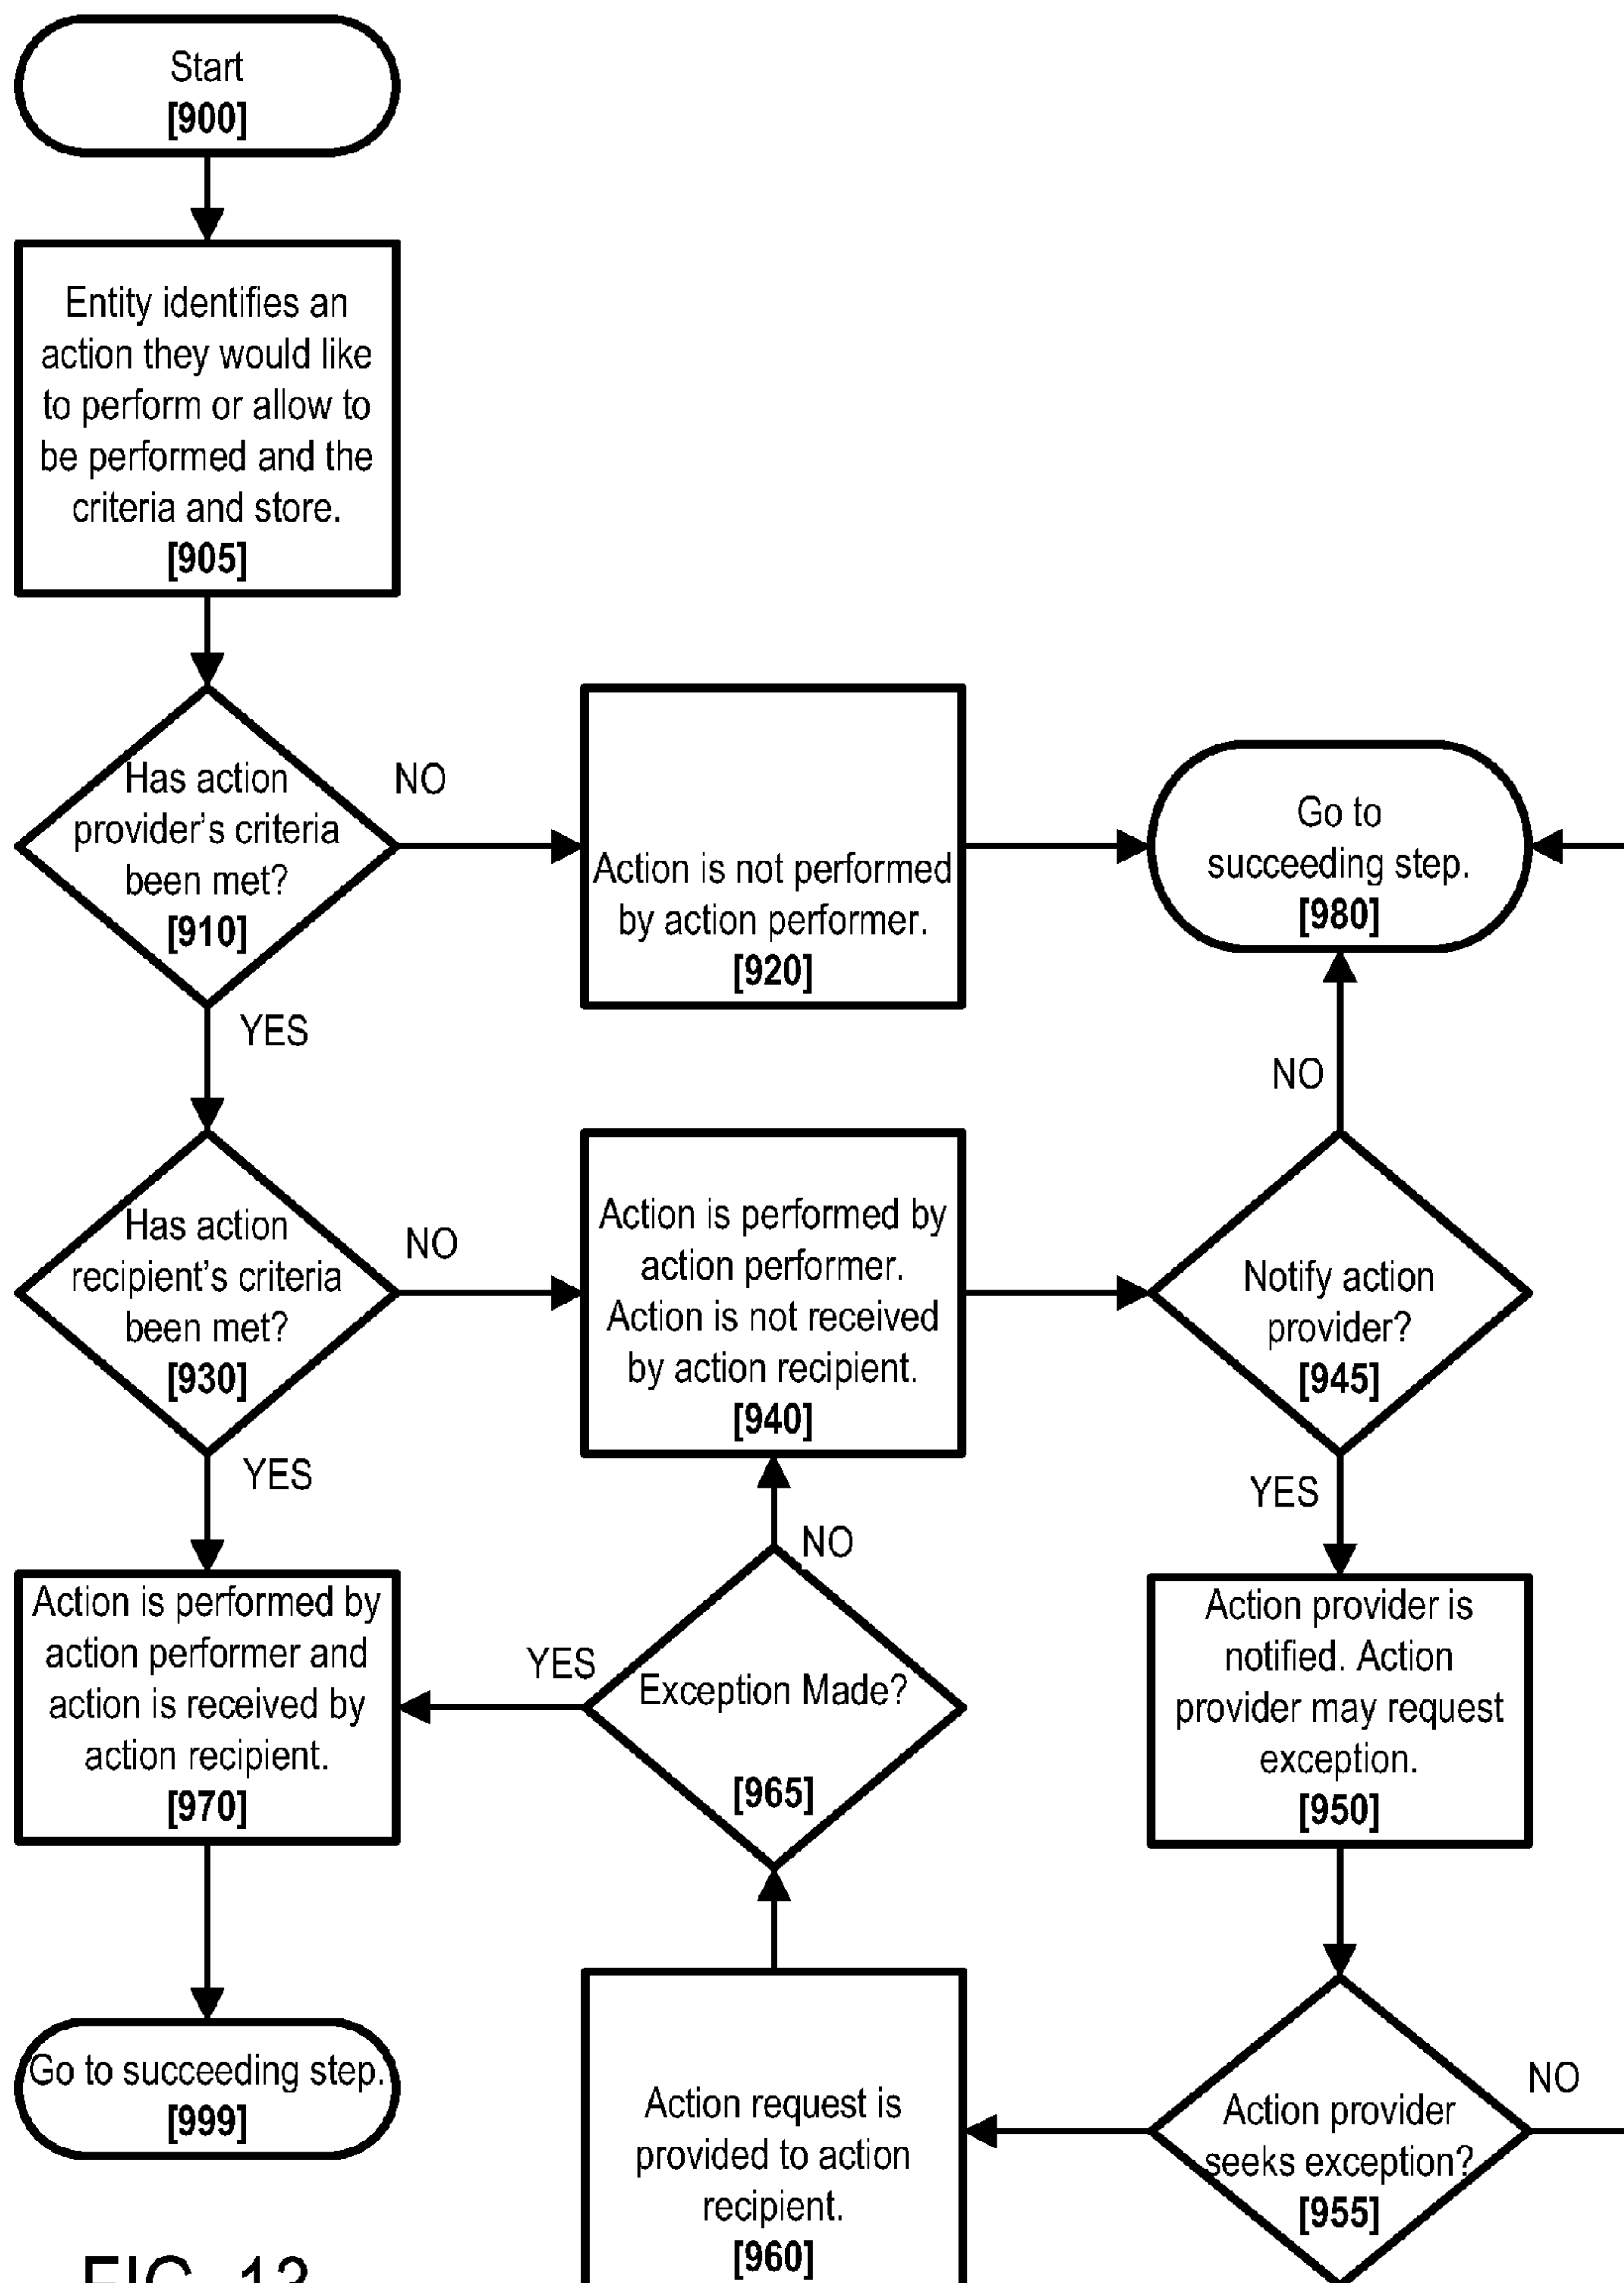 Start
[900]
Entity identifies an
action they would like
to perform or allow to
be performed and the
criteria and store.
[905]
Has action
provider's criteria
been met?
[910]
NO
YES
Action is not performed
by action performer.
[920]
Go to
succeeding step.
[980]
Has action
recipient's criteria
been met?
[930]
NO
YES
Action is performed by
action performer.
Action is not received
by action recipient.
[940]
Notify action
provider?
[945]
NO
YES
Action is performed by
action performer and
action is received by
action recipient.
[970]
Exception Made?
[965]
YES
NO
Action provider is
notified. Action
provider may request
exception.
[950]
Go to succeeding step.
[999]
Action request is
provided to action
recipient.
[960]
Action provider
seeks exception?
[955]
NO
FIG. 13